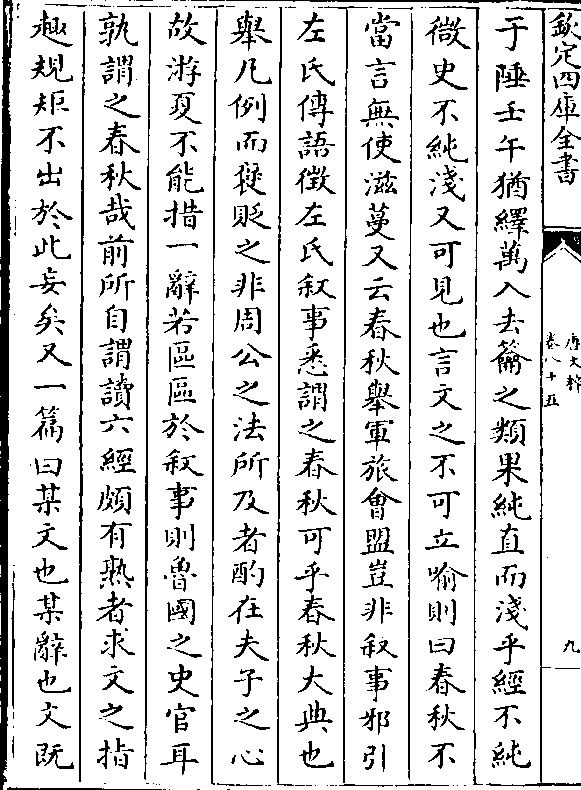 欽定四庫全書
唐文粹
卷八十五
九
于陲壬午猶繹萬入去籥之類果純直而淺乎經不純
微史不純淺又可見也言文之不可立喻則曰春秋不
當言無使滋蔓又云春秋舉軍旅會盟豈非叙事邪引
左氏傳語徵左氏叙事悉謂之春秋可乎春秋大典也
舉凡例而襃貶之非周公之法所及者酌在夫子之心
故游夏不能措一辭若區區於叙事則魯國之史官耳
孰謂之春秋哉前所自謂讀六經頗有熟者求文之指
趣規矩不出於此妄矣又一篇曰某文也某辭也文既